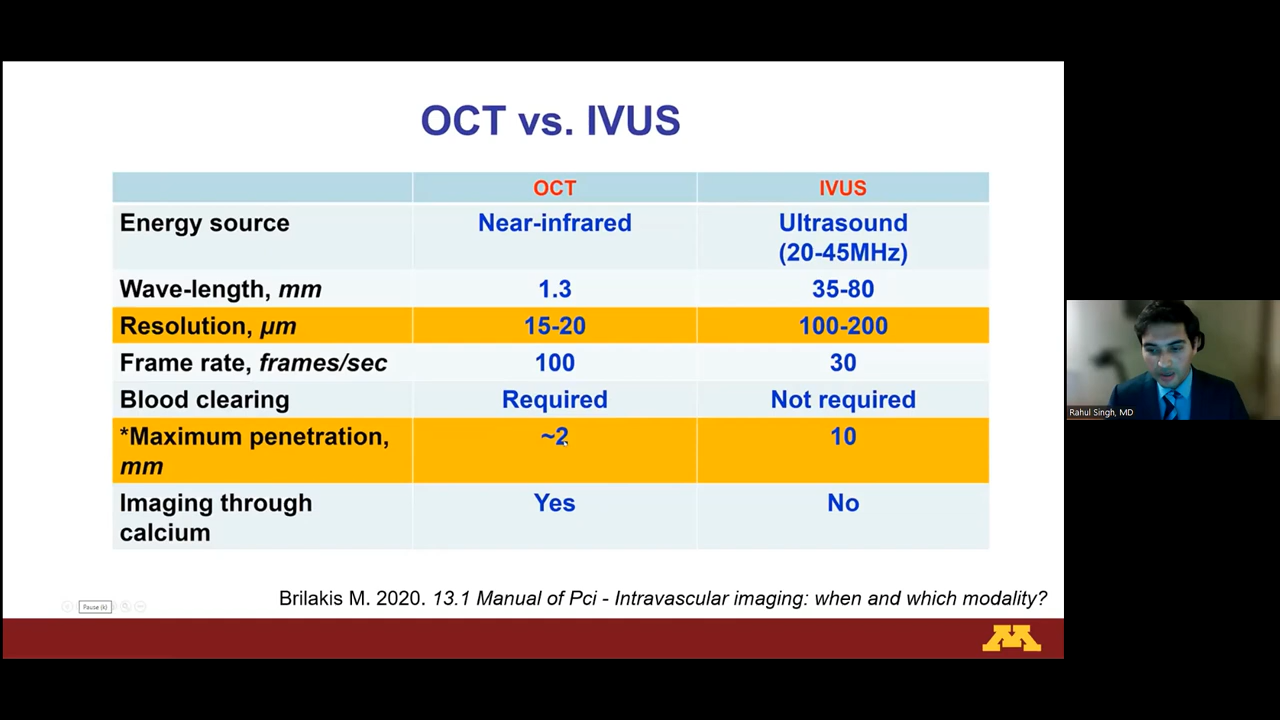 OCT vs. IVUS
OCT IVUS
Energy source Near-infrared Ultrasound
(20-45MHz)
Wave-length, mm 1.3 35-80
Resolution, µm 15-20 100-200
Frame rate, frames/sec 100 30
Blood clearing Required Not required
*Maximum penetration, ~2 10
mm
Imaging through Yes No
calcium
Rahul Singh, MD
Brilakis M. 2020. 13.1 Manual of Pci - Intravascular imaging: when and which modality?
Pause (k)
M